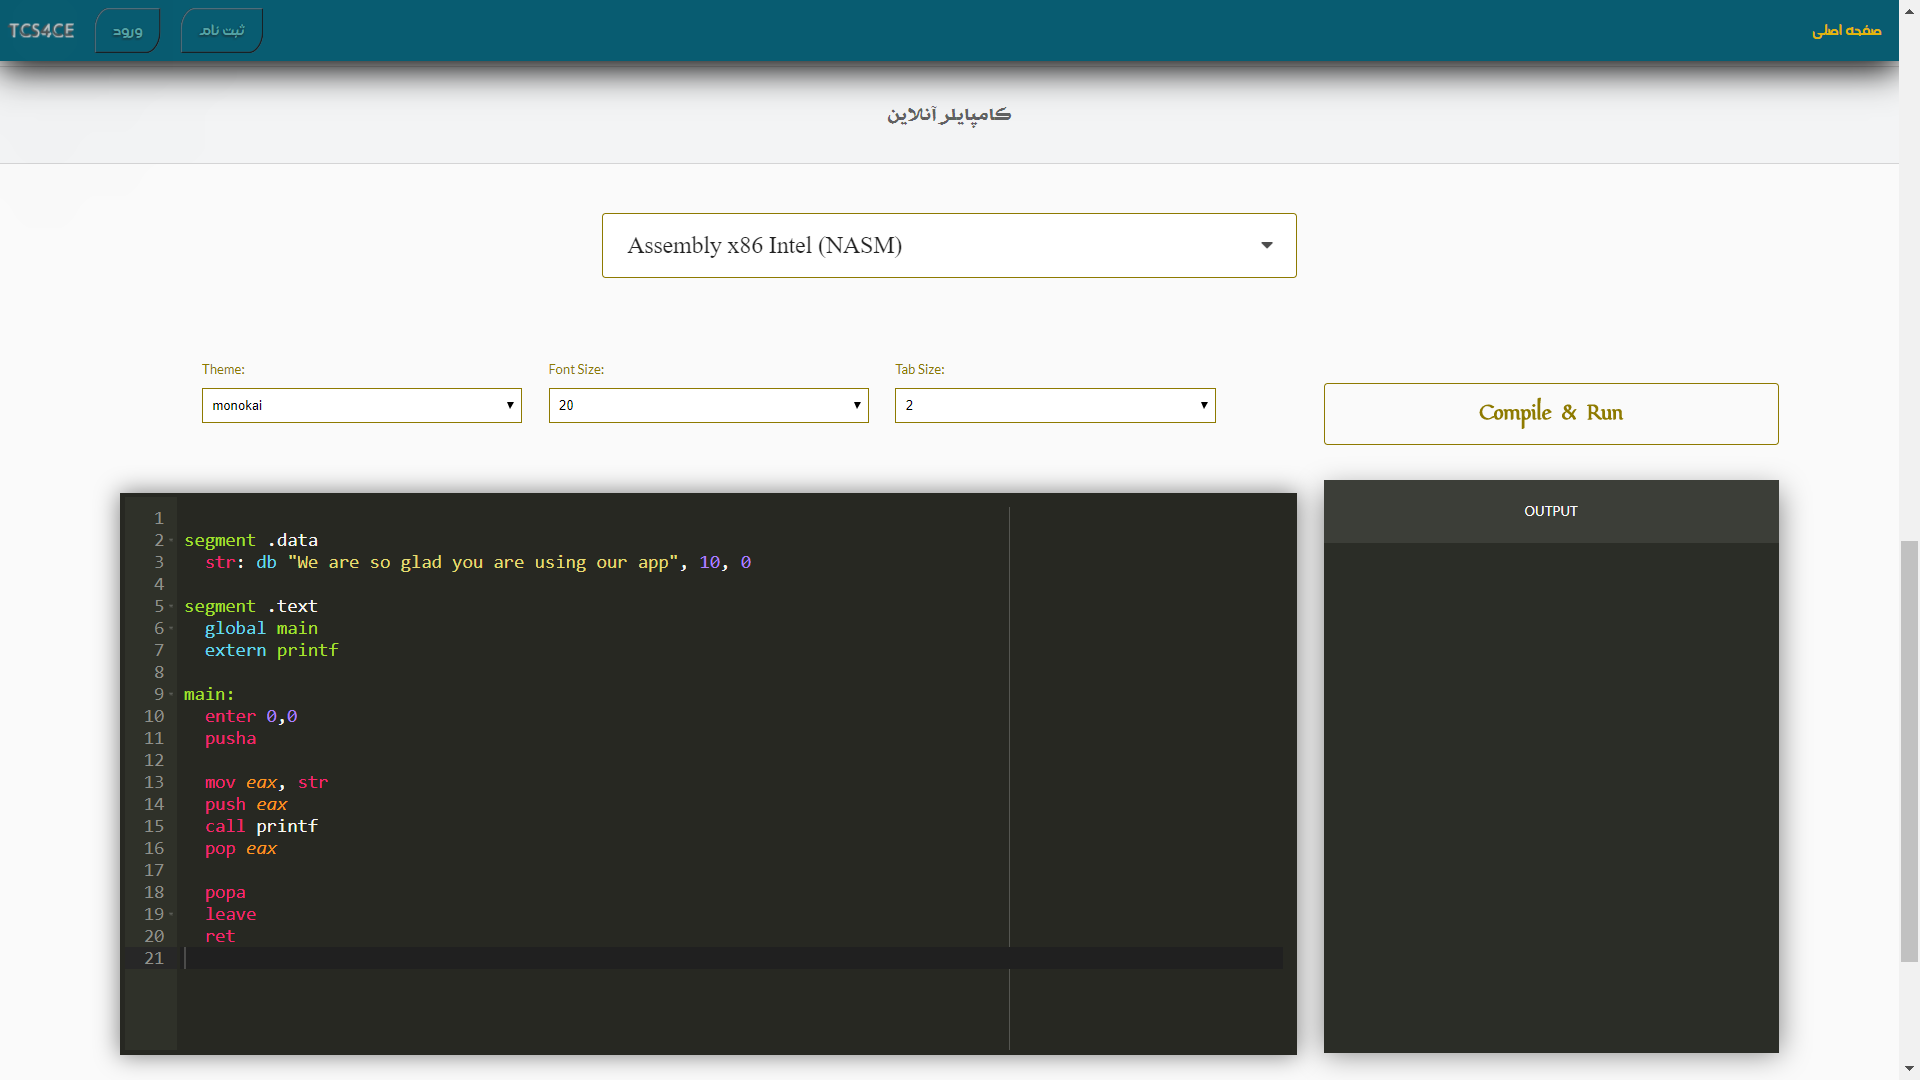 TCS4CE
ورود
ثبت نام
صفحه اصلی
کامپایلر آنلاین
Assembly x86 Intel (NASM)
Theme:
Font Size:
Tab Size:
monokai
20
2
Compile & Run
OUTPUT
1
2 segment .data
3 str: db "We are so glad you are using our app", 10, 0
4
5 segment .text
6 global main
7 extern printf
8
9 main:
10 enter 0,0
11 pusha
12
13 mov eax, str
14 push eax
15 call printf
16 pop eax
17
18 popa
19 leave
20 ret
21